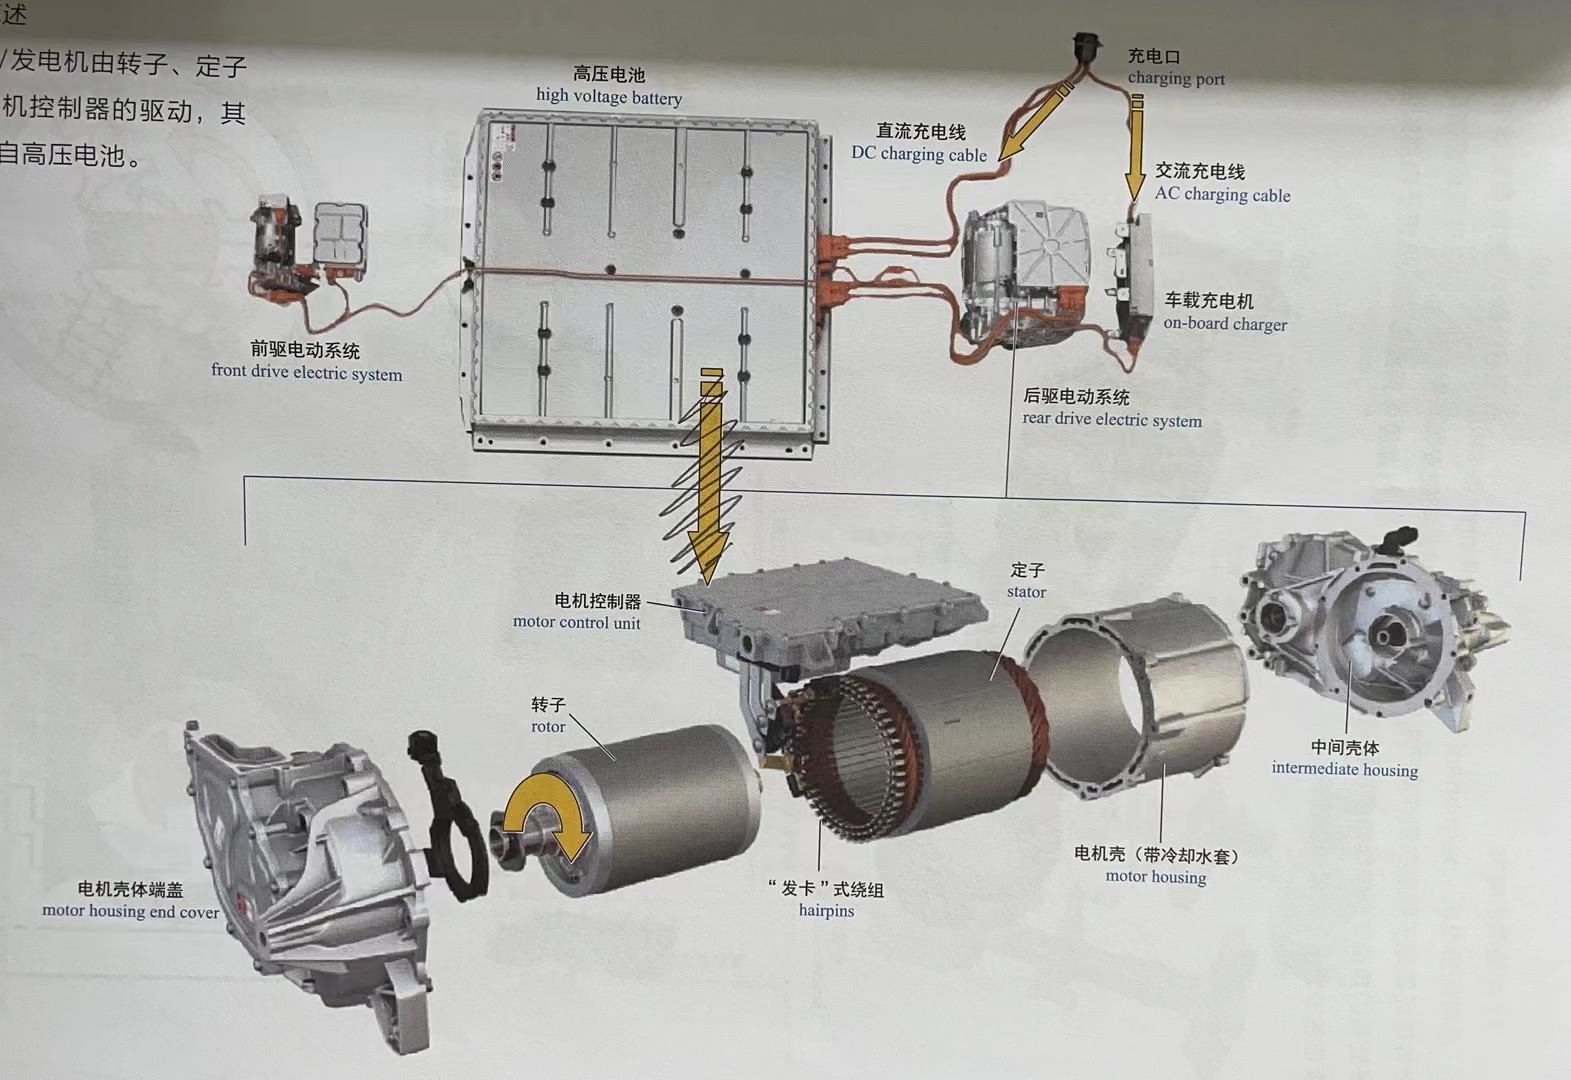 述
/发电机由转子、定子
机控制器的驱动，其
自高压电池。
高压电池
high voltage battery
充电口
charging port
直流充电线
DC charging cable
交流充电线
AC charging cable
车载充电机
on-board charger
前驱电动系统
front drive electric system
后驱电动系统
rear drive electric system
电机控制器
motor control unit
定子
stator
转子
rotor
中间壳体
intermediate housing
电机壳（带冷却水套）
motor housing
“发卡”式绕组
hairpins
电机壳体端盖
motor housing end cover